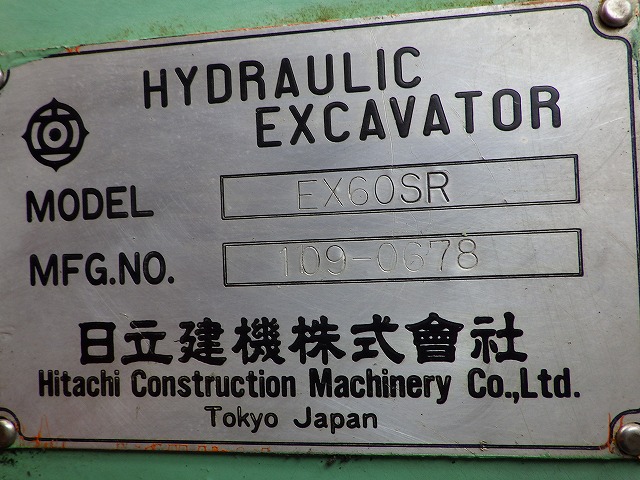 HYDRAULIC
EXCAVATOR
MODEL EX60SR
MFG.NO. 109-0678
日立建機株式會社
Hitachi Construction Machinery Co.,Ltd.
Tokyo Japan